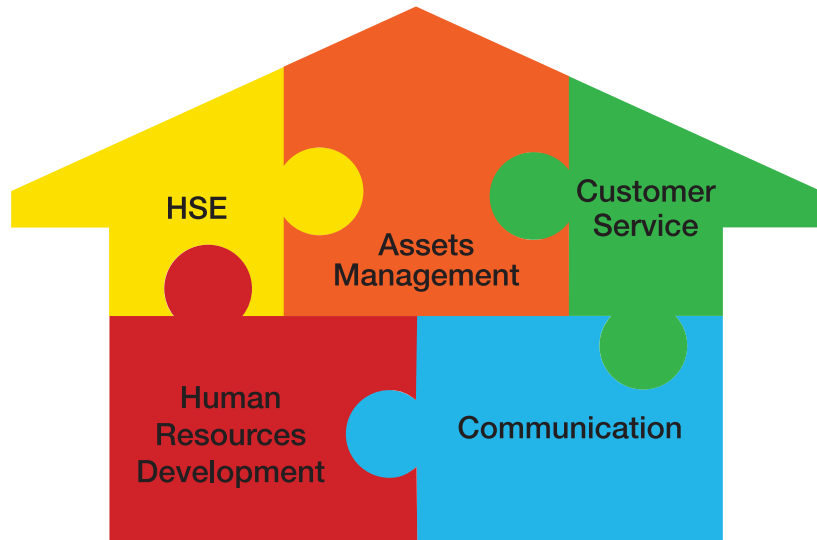 HSE
Assets
Management
Customer
Service
Human
Resources
Development
Communication